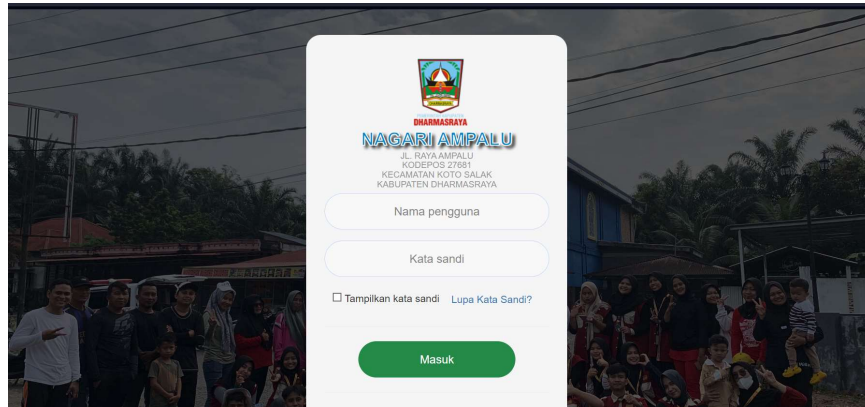 DHARMASRAYA
NAGARI AMPALU
JL. RAYA AMPALU
KODEPOS 27681
KECAMATAN KOTO SALAK
KABUPATEN DHARMASRAYA
Nama pengguna
Kata sandi
Tampilkan kata sandi Lupa Kata Sandi?
Masuk